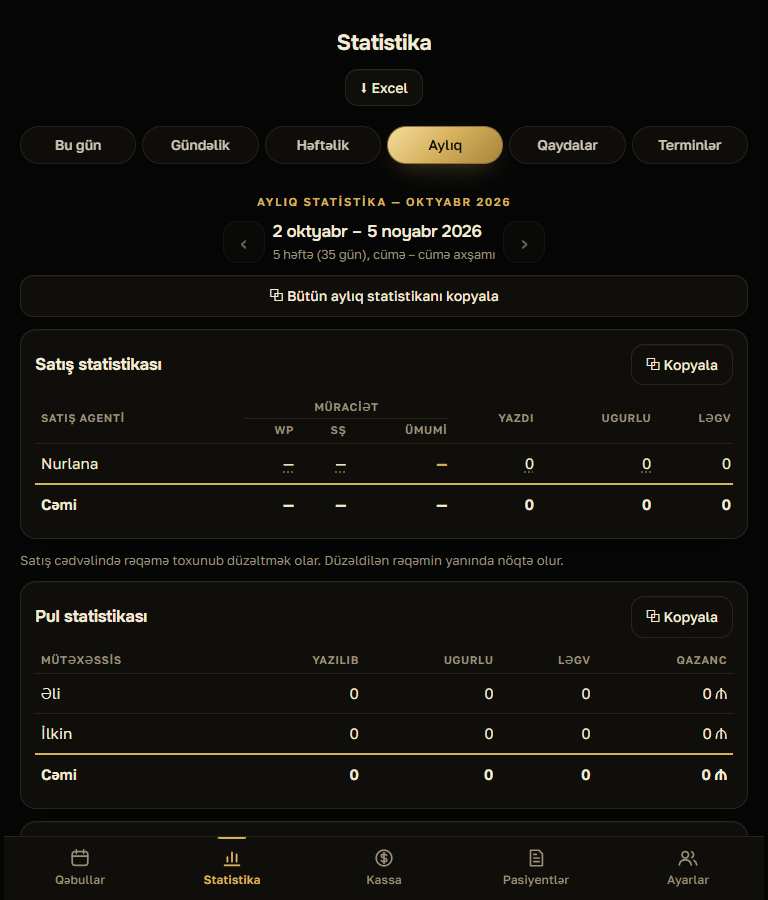 Statistika
⭳ Excel
Bu gün Gündəlik Həftəlik Aylıq Qaydalar Terminlər
AYLIQ STATİSTİKA — OKTYABR 2026
‹ 2 oktyabr – 5 noyabr 2026 ›
5 həftə (35 gün), cümə – cümə axşamı
Bütün aylıq statistikanı kopyala
Satış statistikası Kopyala
SATIŞ AGENTİ MÜRACİƏT YAZDI UGURLU LƏGV
WP SŞ ÜMUMİ
Nurlana – – – 0 0 0
Cəmi – – – 0 0 0
Satış cədvəlində rəqəmə toxunub düzəltmək olar. Düzəldilən rəqəmin yanında nöqtə olur.
Pul statistikası Kopyala
MÜTƏXƏSSİS YAZILIB UGURLU LƏGV QAZANC
Əli 0 0 0 0 ₼
İlkin 0 0 0 0 ₼
Cəmi 0 0 0 0 ₼
Qəbullar Statistika Kassa Pasiyentlər Ayarlar